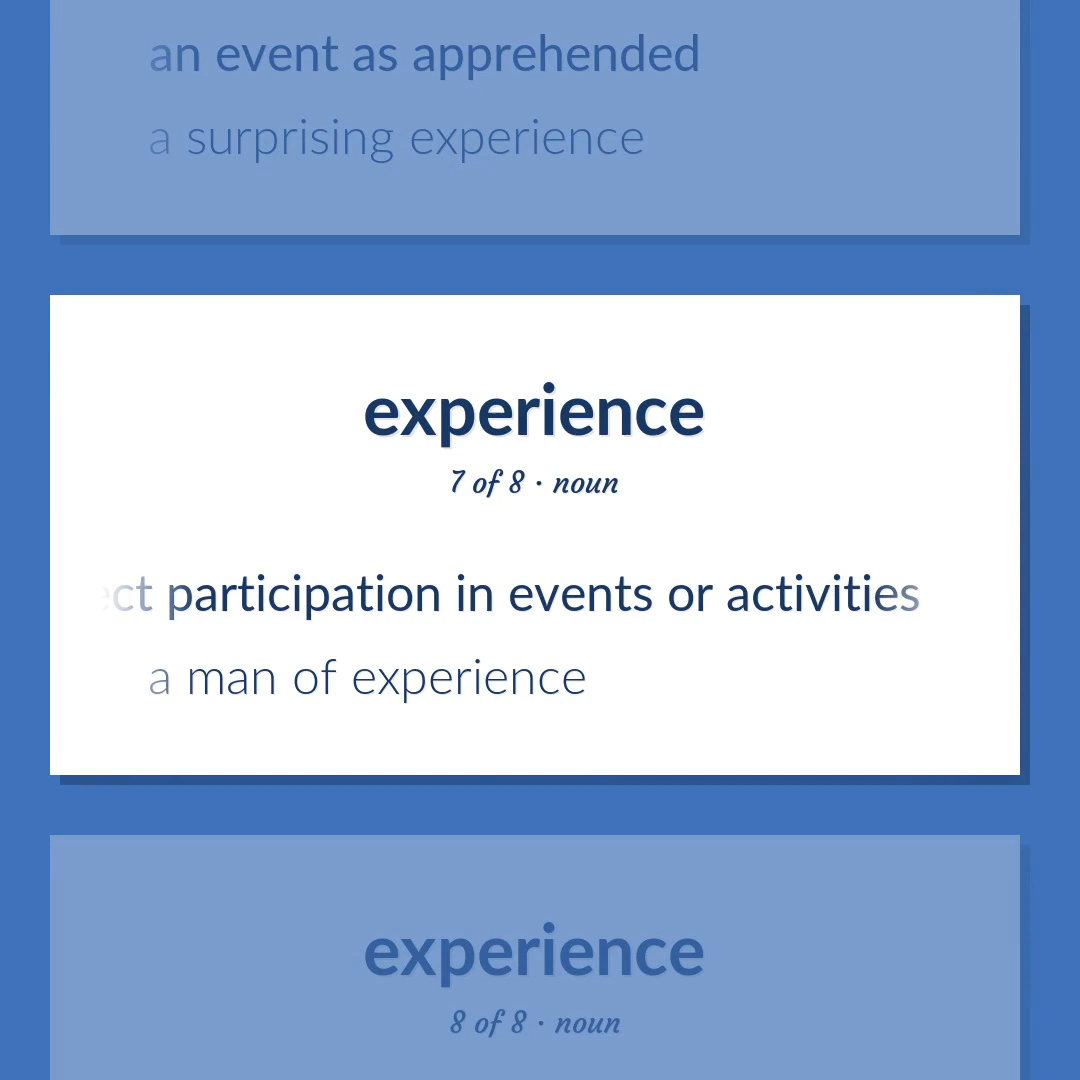 an event as apprehended
a surprising experience
experience
7 of 8 · noun
ect participation in events or activities
a man of experience
experience
8 of 8 · noun